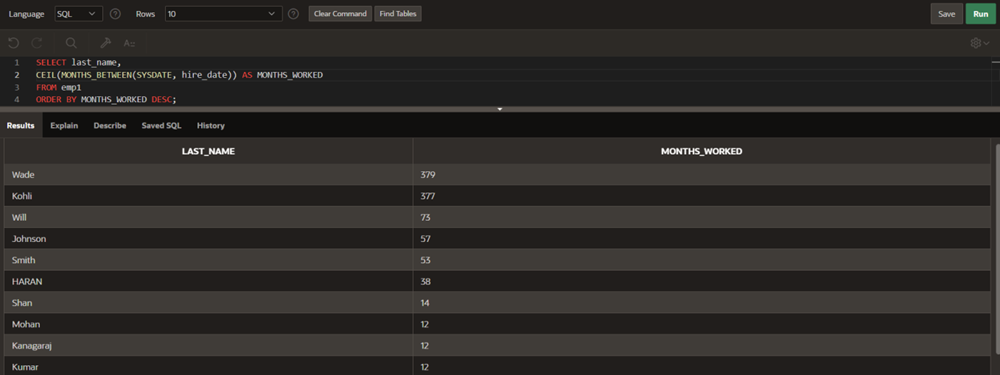 Language SQL Rows 10 Clear Command Find Tables Save Run
A
1 SELECT last_name,
2 CEIL(MONTHS_BETWEEN(SYSDATE, hire_date)) AS MONTHS_WORKED
3 FROM emp1
4 ORDER BY MONTHS_WORKED DESC;
Results Explain Describe Saved SQL History
LAST_NAME MONTHS_WORKED
Wade 379
Kohli 377
Will 73
Johnson 57
Smith 53
HARAN 38
Shan 14
Mohan 12
Kanagaraj 12
Kumar 12